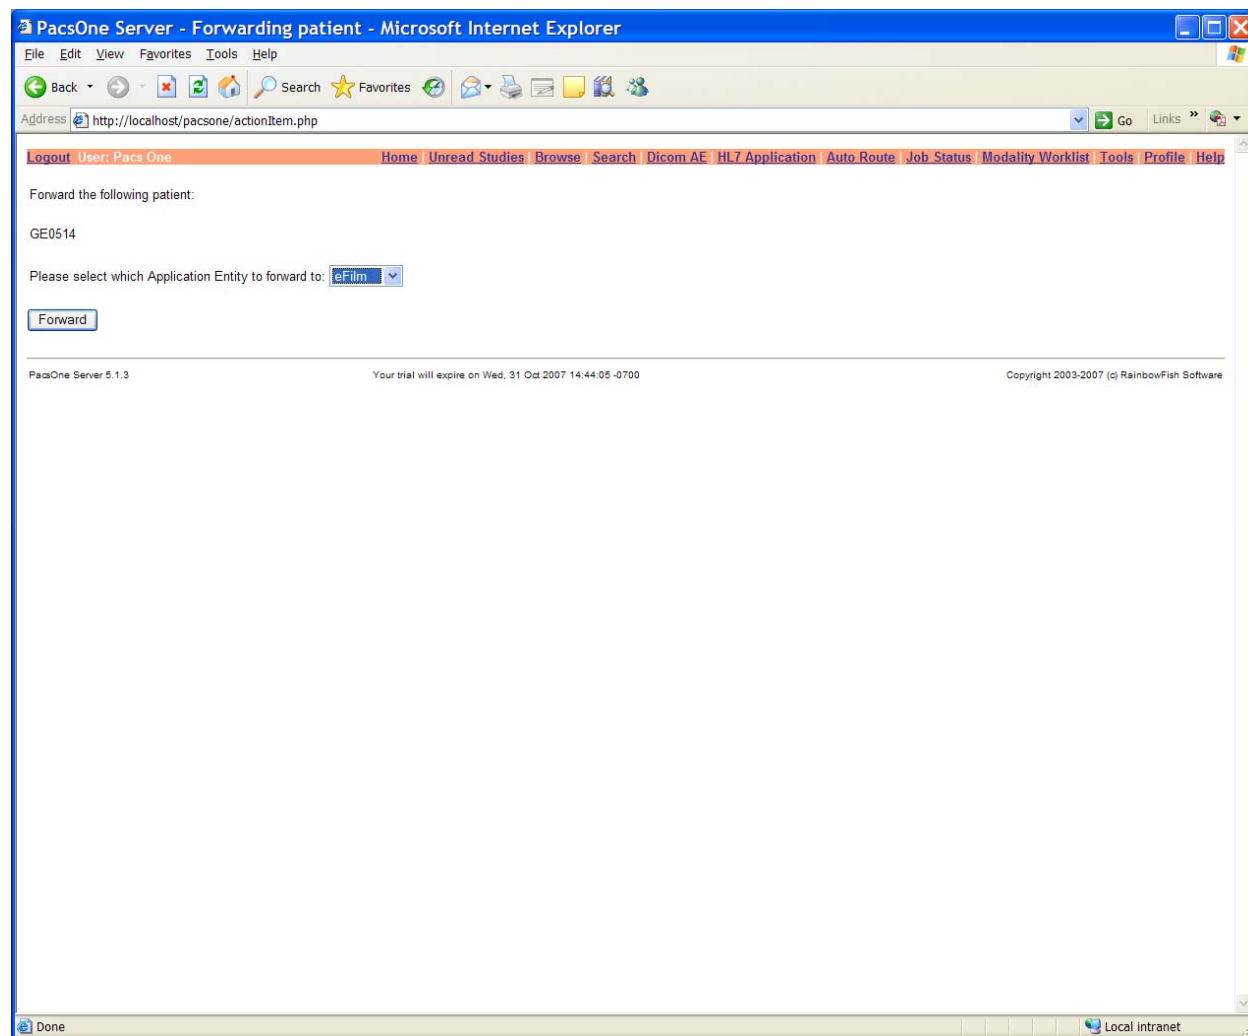 PacsOne Server - Forwarding patient - Microsoft Internet Explorer
File Edit View Favorites Tools Help
Back Search Favorites
Address http://localhost/pacsone/actionItem.php Go Links »
Logout User: Pacs One Home | Unread Studies | Browse | Search | Dicom AE | HL7 Application | Auto Route | Job Status | Modality Worklist | Tools | Profile | Help
Forward the following patient:
GE0514
Please select which Application Entity to forward to: eFilm
Forward
PacsOne Server 5.1.3 Your trial will expire on Wed, 31 Oct 2007 14:44:05 -0700 Copyright 2003-2007 (c) RainbowFish Software
Done Local intranet